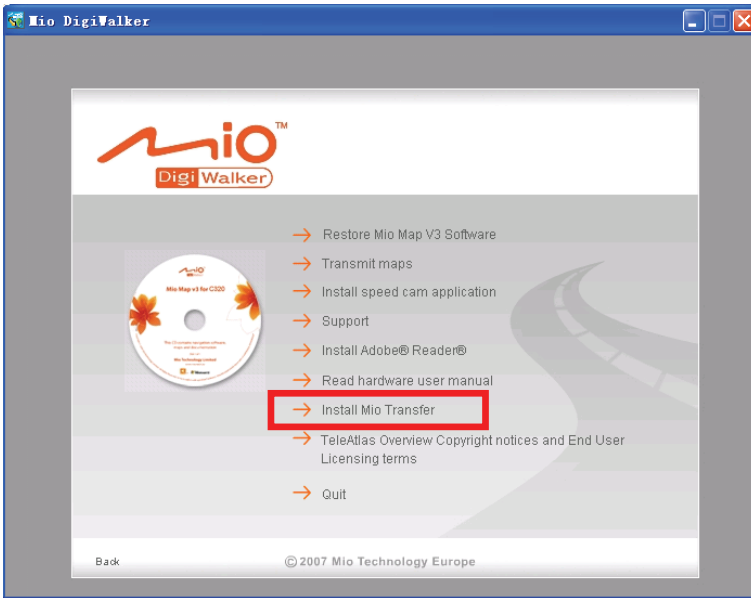 Mio DigiWalker
Mio™
Digi Walker
Restore Mio Map V3 Software
Transmit maps
Mio
Mio Map v3 for C320
Install speed cam application
Support
Install Adobe® Reader®
Read hardware user manual
Install Mio Transfer
TeleAtlas Overview Copyright notices and End User
Licensing terms
Quit
Back
© 2007 Mio Technology Europe